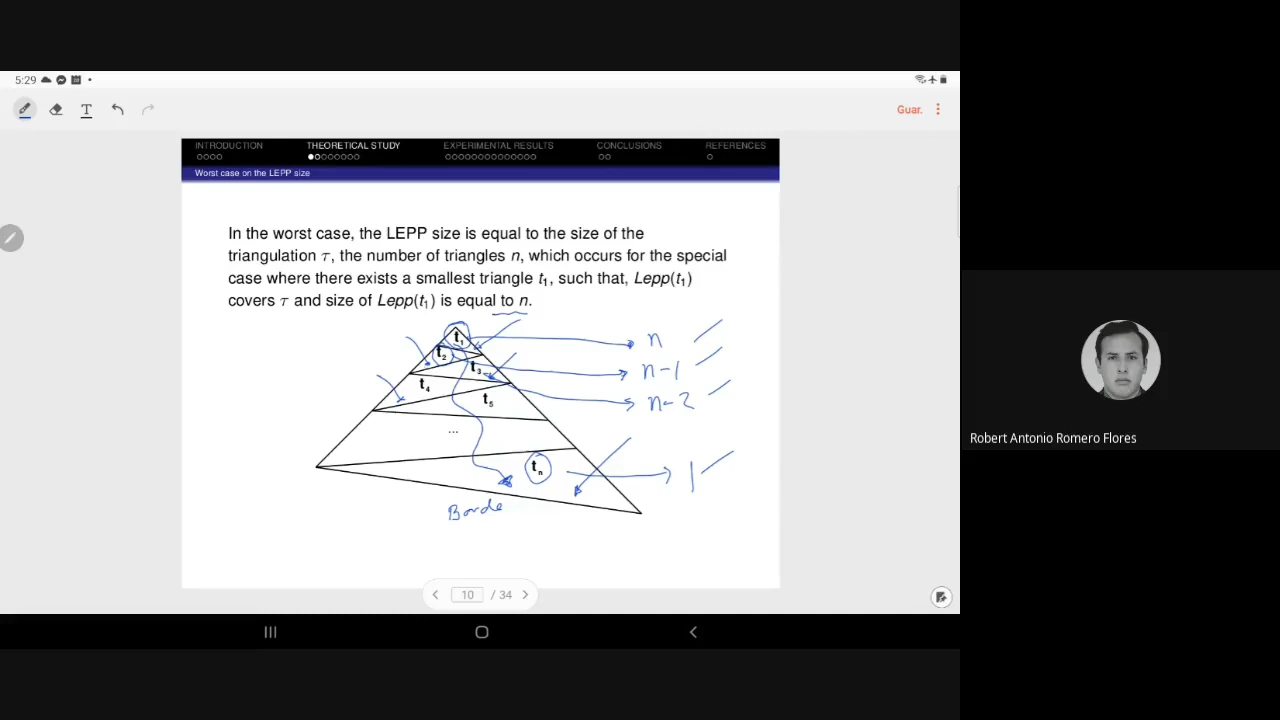 5:29
Guar.
INTRODUCTION THEORETICAL STUDY EXPERIMENTAL RESULTS CONCLUSIONS REFERENCES
Worst case on the LEPP size
In the worst case, the LEPP size is equal to the size of the
triangulation τ, the number of triangles n, which occurs for the special
case where there exists a smallest triangle t₁, such that, Lepp(t₁)
covers τ and size of Lepp(t₁) is equal to n.
t₁
n
t₂
t₃
n-1
t₄
t₅
n-2
...
tₙ
1
Borde
10 / 34
Robert Antonio Romero Flores